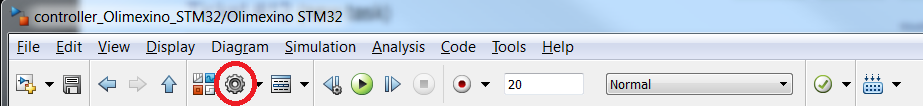 controller_Olimexino_STM32/Olimexino STM32
File Edit View Display Diagram Simulation Analysis Code Tools Help
20 Normal